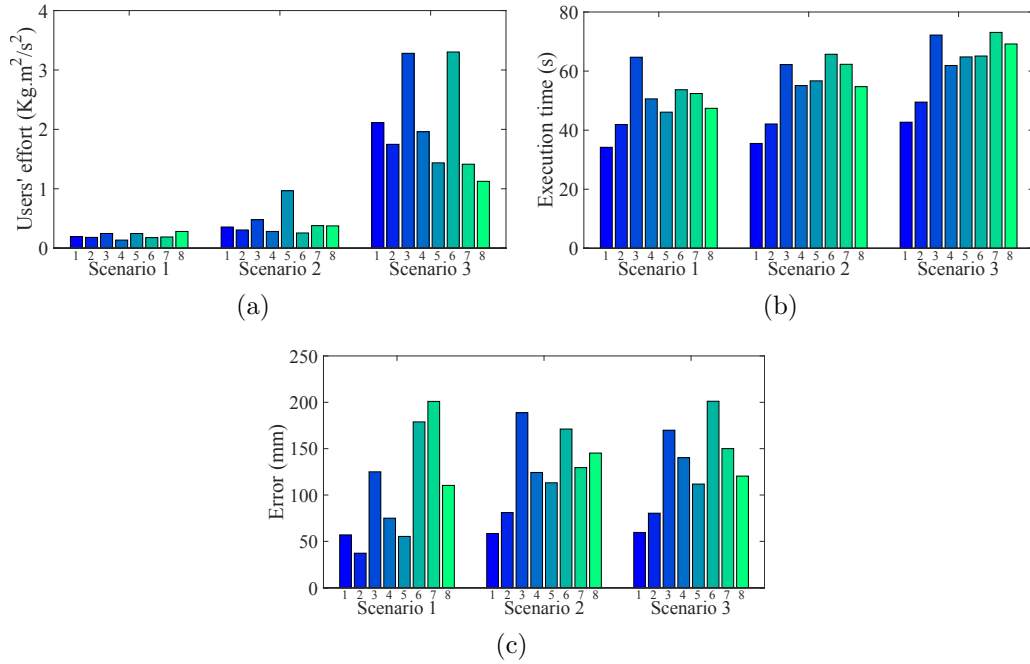 4
3
2
1
0
Users' effort (Kg.m²/s²)
1 2 3 4 5 6 7 8 1 2 3 4 5 6 7 8 1 2 3 4 5 6 7 8
Scenario 1 Scenario 2 Scenario 3
(a)
80
60
40
20
0
Execution time (s)
1 2 3 4 5 6 7 8 1 2 3 4 5 6 7 8 1 2 3 4 5 6 7 8
Scenario 1 Scenario 2 Scenario 3
(b)
250
200
150
100
50
0
Error (mm)
1 2 3 4 5 6 7 8 1 2 3 4 5 6 7 8 1 2 3 4 5 6 7 8
Scenario 1 Scenario 2 Scenario 3
(c)